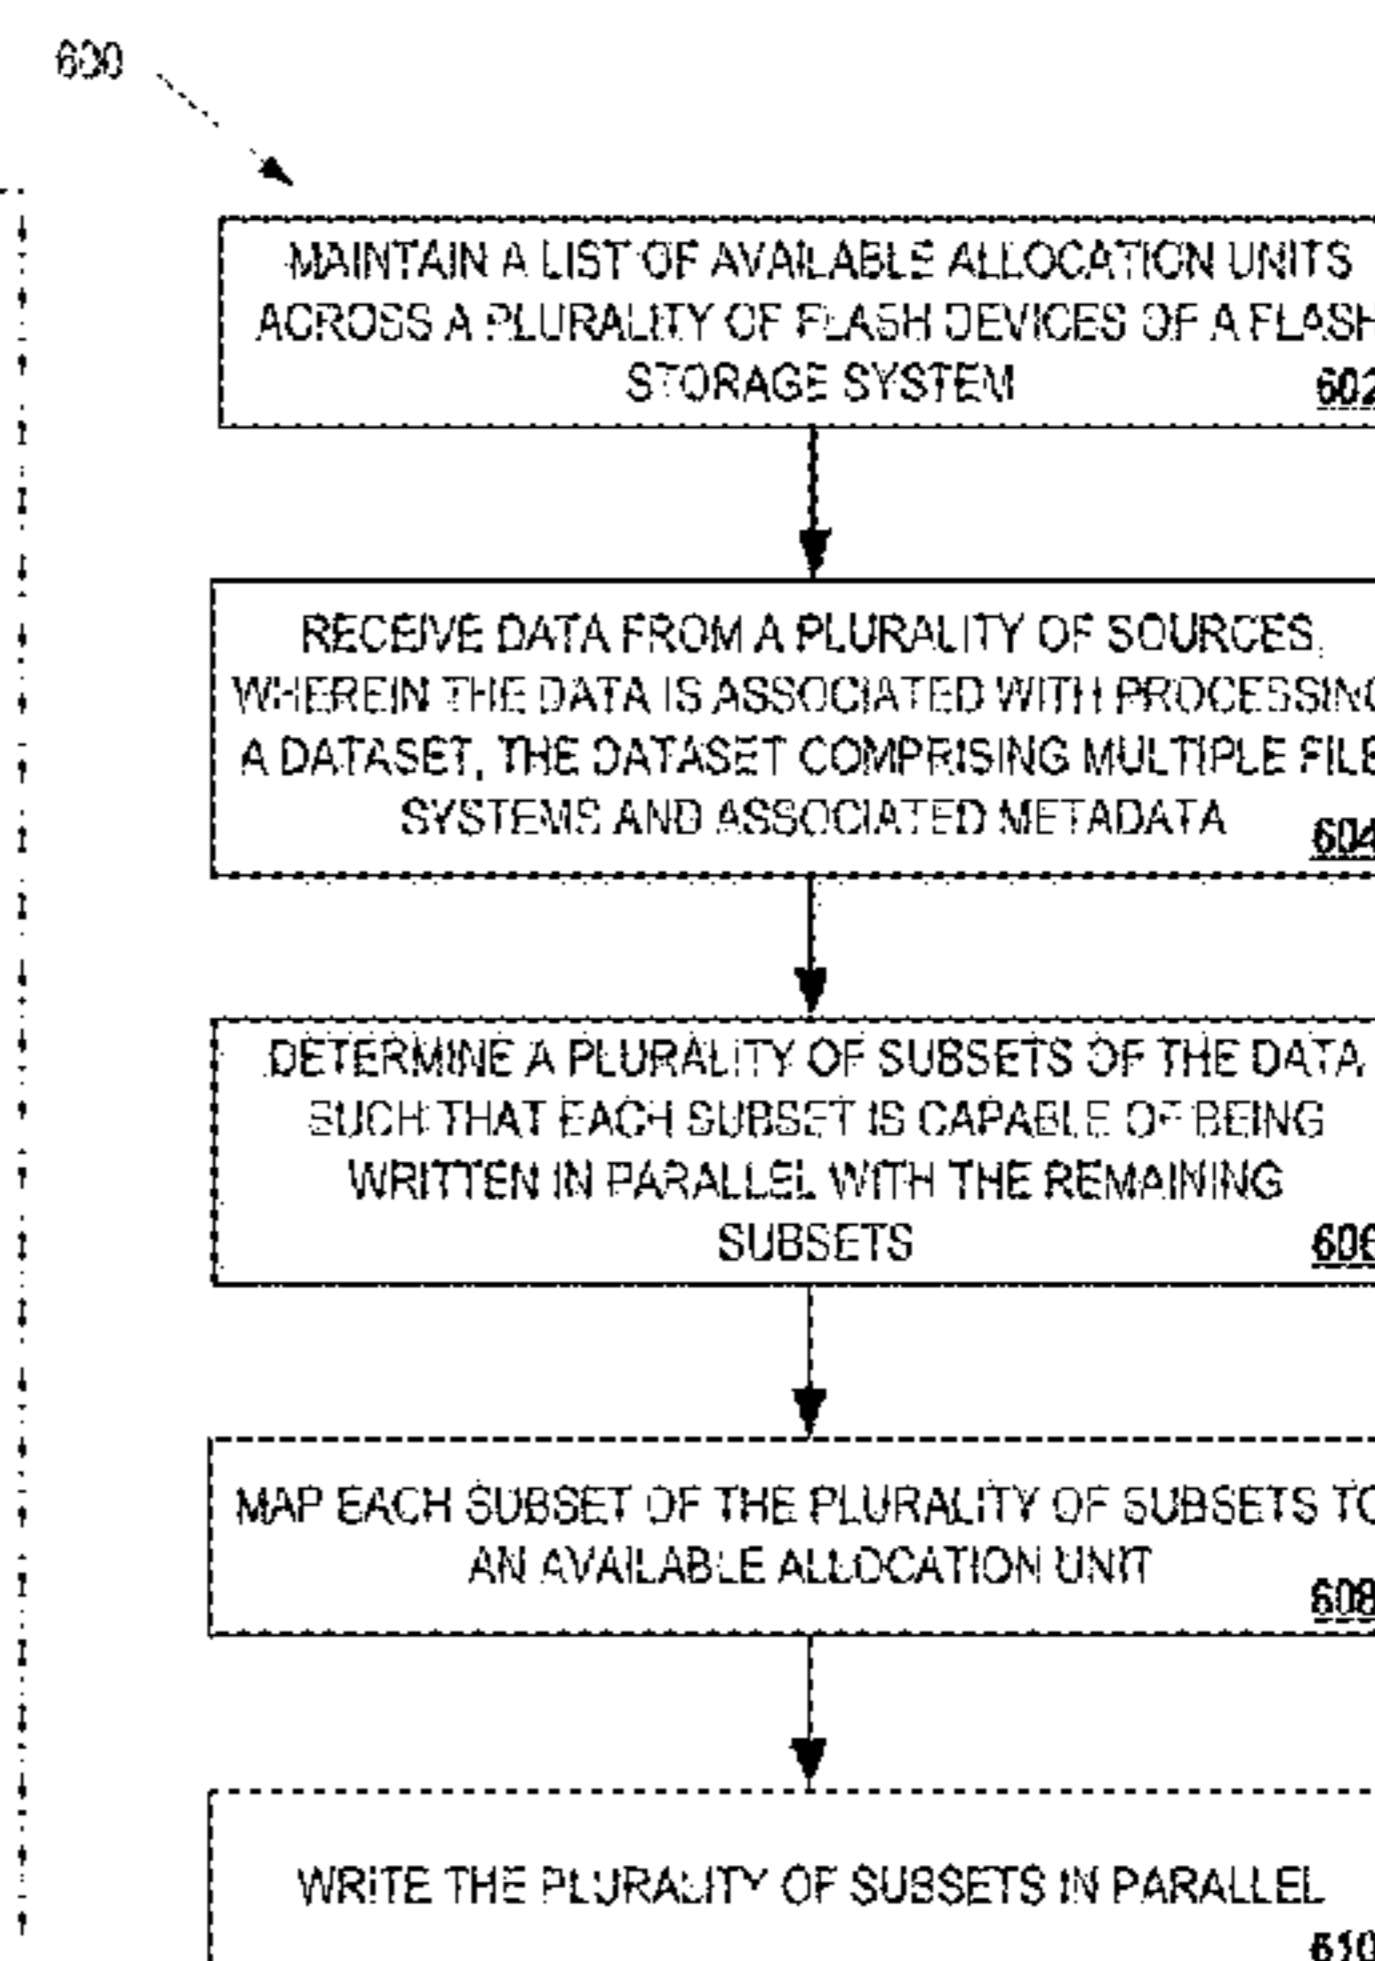 600
MAINTAIN A LIST OF AVAILABLE ALLOCATION UNITS
ACROSS A PLURALITY OF FLASH DEVICES OF A FLASH
STORAGE SYSTEM
602
RECEIVE DATA FROM A PLURALITY OF SOURCES,
WHEREIN THE DATA IS ASSOCIATED WITH PROCESSING
A DATASET, THE DATASET COMPRISING MULTIPLE FILE
SYSTEMS AND ASSOCIATED METADATA
604
DETERMINE A PLURALITY OF SUBSETS OF THE DATA
SUCH THAT EACH SUBSET IS CAPABLE OF BEING
WRITTEN IN PARALLEL WITH THE REMAINING
SUBSETS
606
MAP EACH SUBSET OF THE PLURALITY OF SUBSETS TO
AN AVAILABLE ALLOCATION UNIT
608
WRITE THE PLURALITY OF SUBSETS IN PARALLEL
610